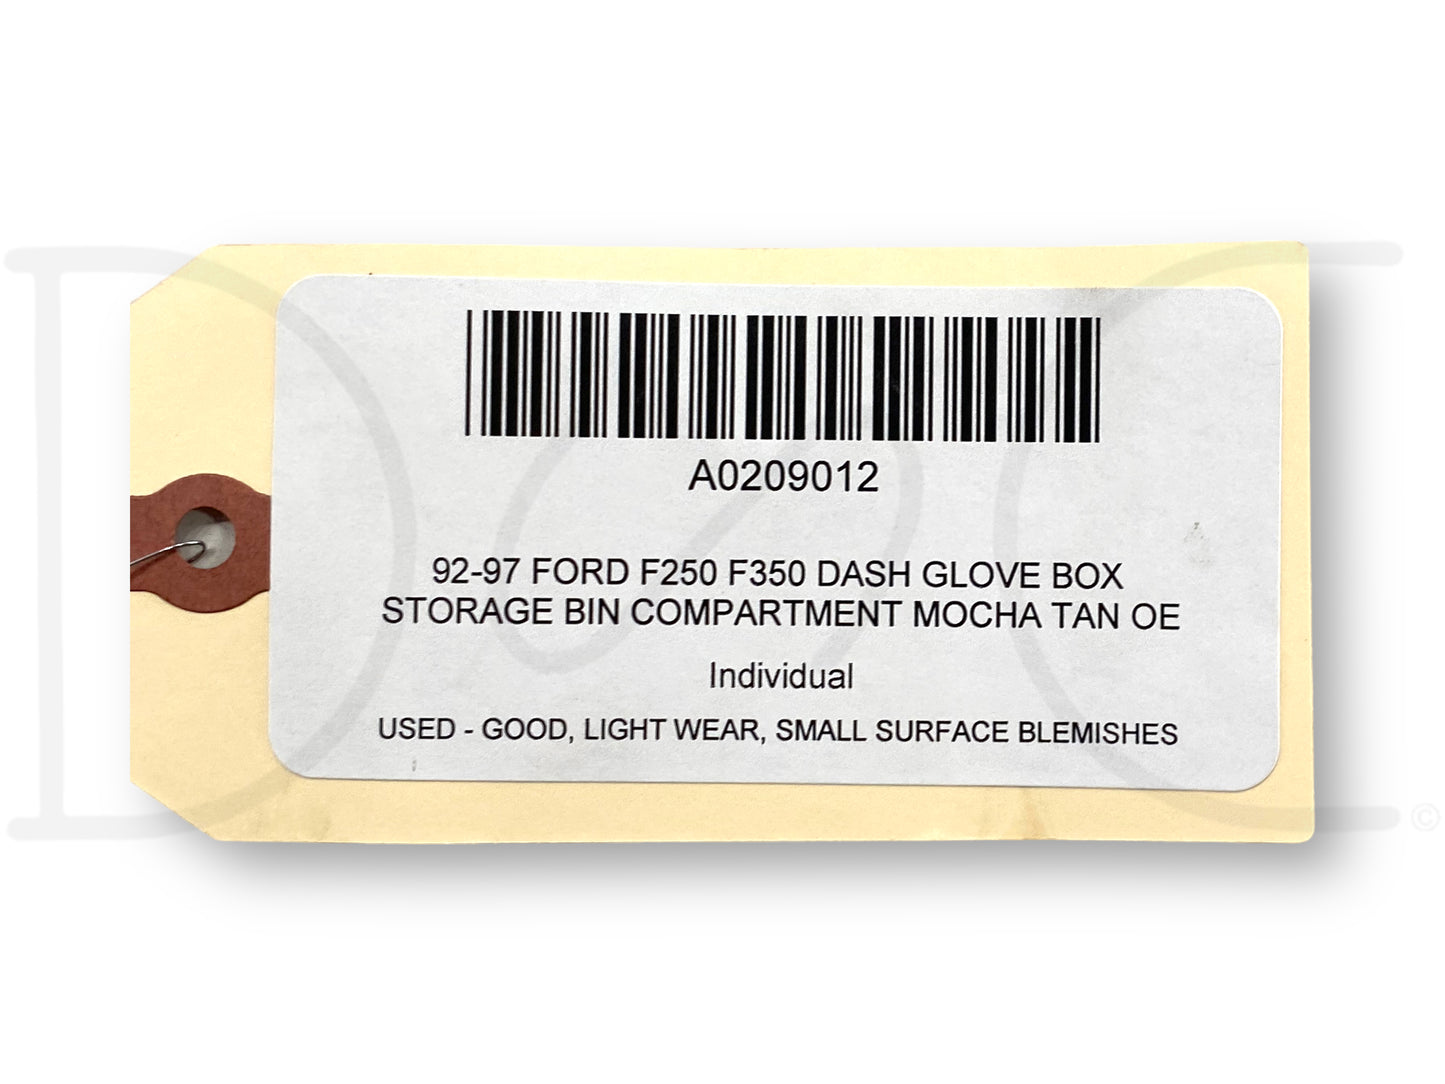 A0209012
92-97 FORD F250 F350 DASH GLOVE BOX
STORAGE BIN COMPARTMENT MOCHA TAN OE
Individual
USED - GOOD, LIGHT WEAR, SMALL SURFACE BLEMISHES
D C ©